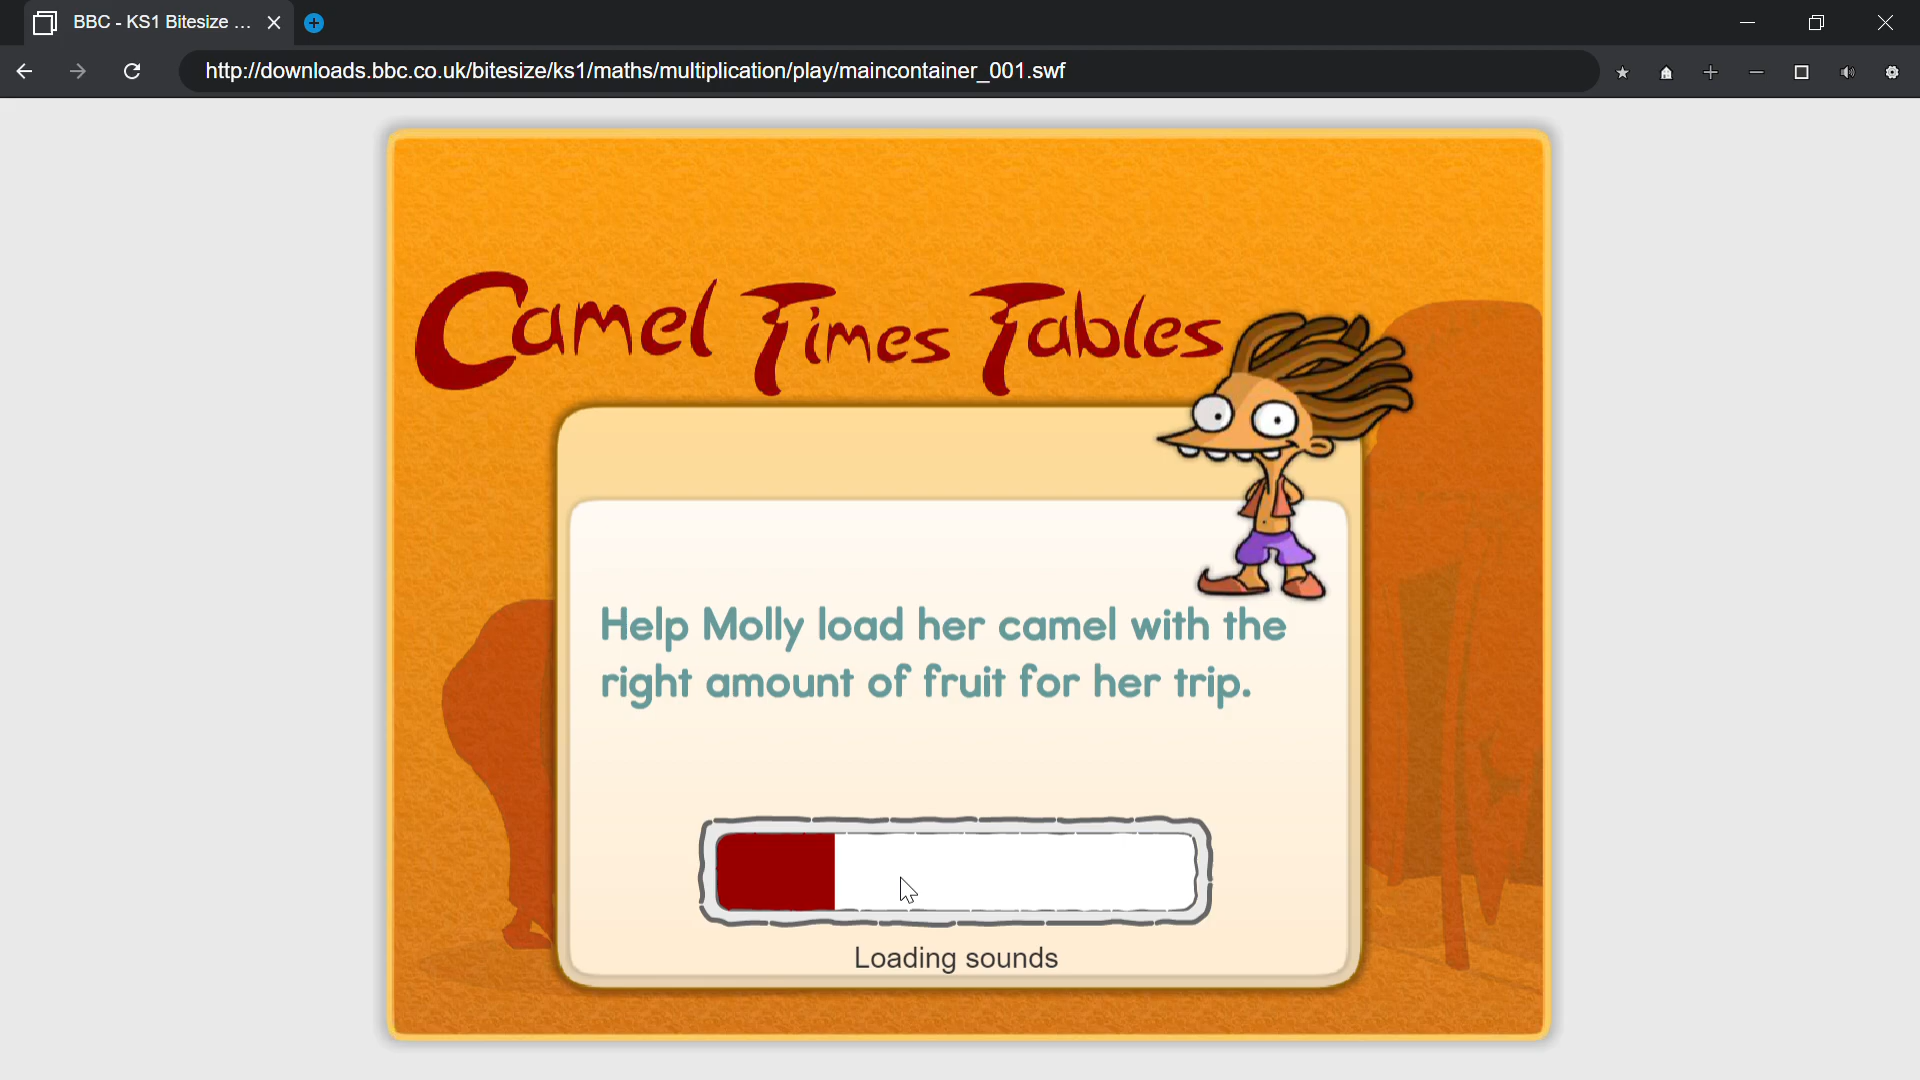 BBC - KS1 Bitesize ...
http://downloads.bbc.co.uk/bitesize/ks1/maths/multiplication/play/maincontainer_001.swf
Camel Times Tables
Help Molly load her camel with the
right amount of fruit for her trip.
Loading sounds